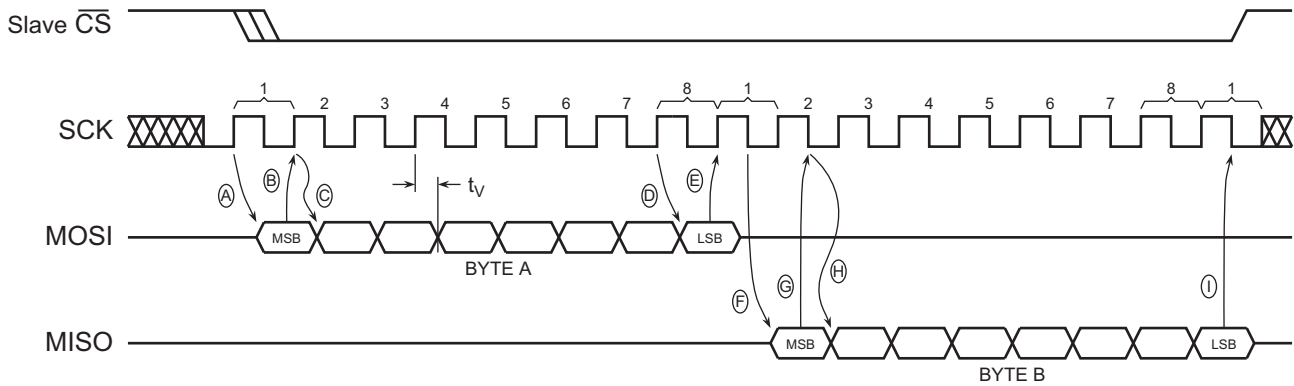 Slave CS
1 8 1 8 1
2 3 4 5 6 7 2 3 4 5 6 7
SCK
A B C tV D E
MOSI MSB LSB
BYTE A
F G H I
MISO MSB LSB
BYTE B